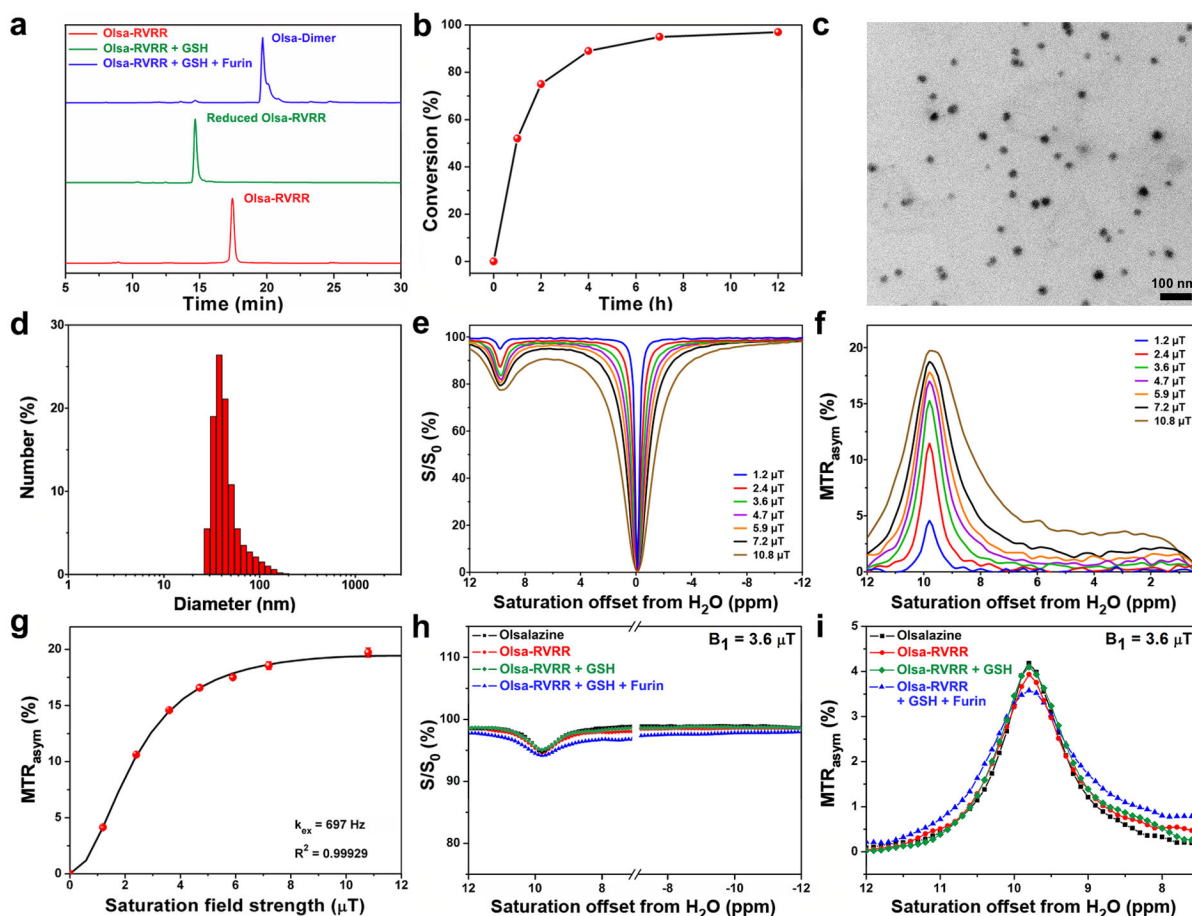 a
Olsa-RVRR
Olsa-RVRR + GSH
Olsa-RVRR + GSH + Furin
Olsa-Dimer
Reduced Olsa-RVRR
Olsa-RVRR
5 10 15 20 25 30
Time (min)
b
100
80
60
40
20
0
Conversion (%)
0 2 4 6 8 10 12
Time (h)
c
100 nm
d
30
20
10
0
Number (%)
1 10 100 1000
Diameter (nm)
e
100
80
60
40
20
0
S/S0 (%)
1.2 µT
2.4 µT
3.6 µT
4.7 µT
5.9 µT
7.2 µT
10.8 µT
12 8 4 0 -4 -8 -12
Saturation offset from H2O (ppm)
f
20
15
10
5
0
MTRasym (%)
1.2 µT
2.4 µT
3.6 µT
4.7 µT
5.9 µT
7.2 µT
10.8 µT
12 10 8 6 4 2
Saturation offset from H2O (ppm)
g
25
20
15
10
5
0
MTRasym (%)
kex = 697 Hz
R2 = 0.99929
0 2 4 6 8 10 12
Saturation field strength (µT)
h
B1 = 3.6 µT
Olsalazine
Olsa-RVRR
Olsa-RVRR + GSH
Olsa-RVRR + GSH + Furin
115
110
105
100
95
90
85
80
75
S/S0 (%)
12 10 8 -8 -10 -12
Saturation offset from H2O (ppm)
i
B1 = 3.6 µT
Olsalazine
Olsa-RVRR
Olsa-RVRR + GSH
Olsa-RVRR
+ GSH + Furin
5
4
3
2
1
0
MTRasym (%)
12 11 10 9 8
Saturation offset from H2O (ppm)